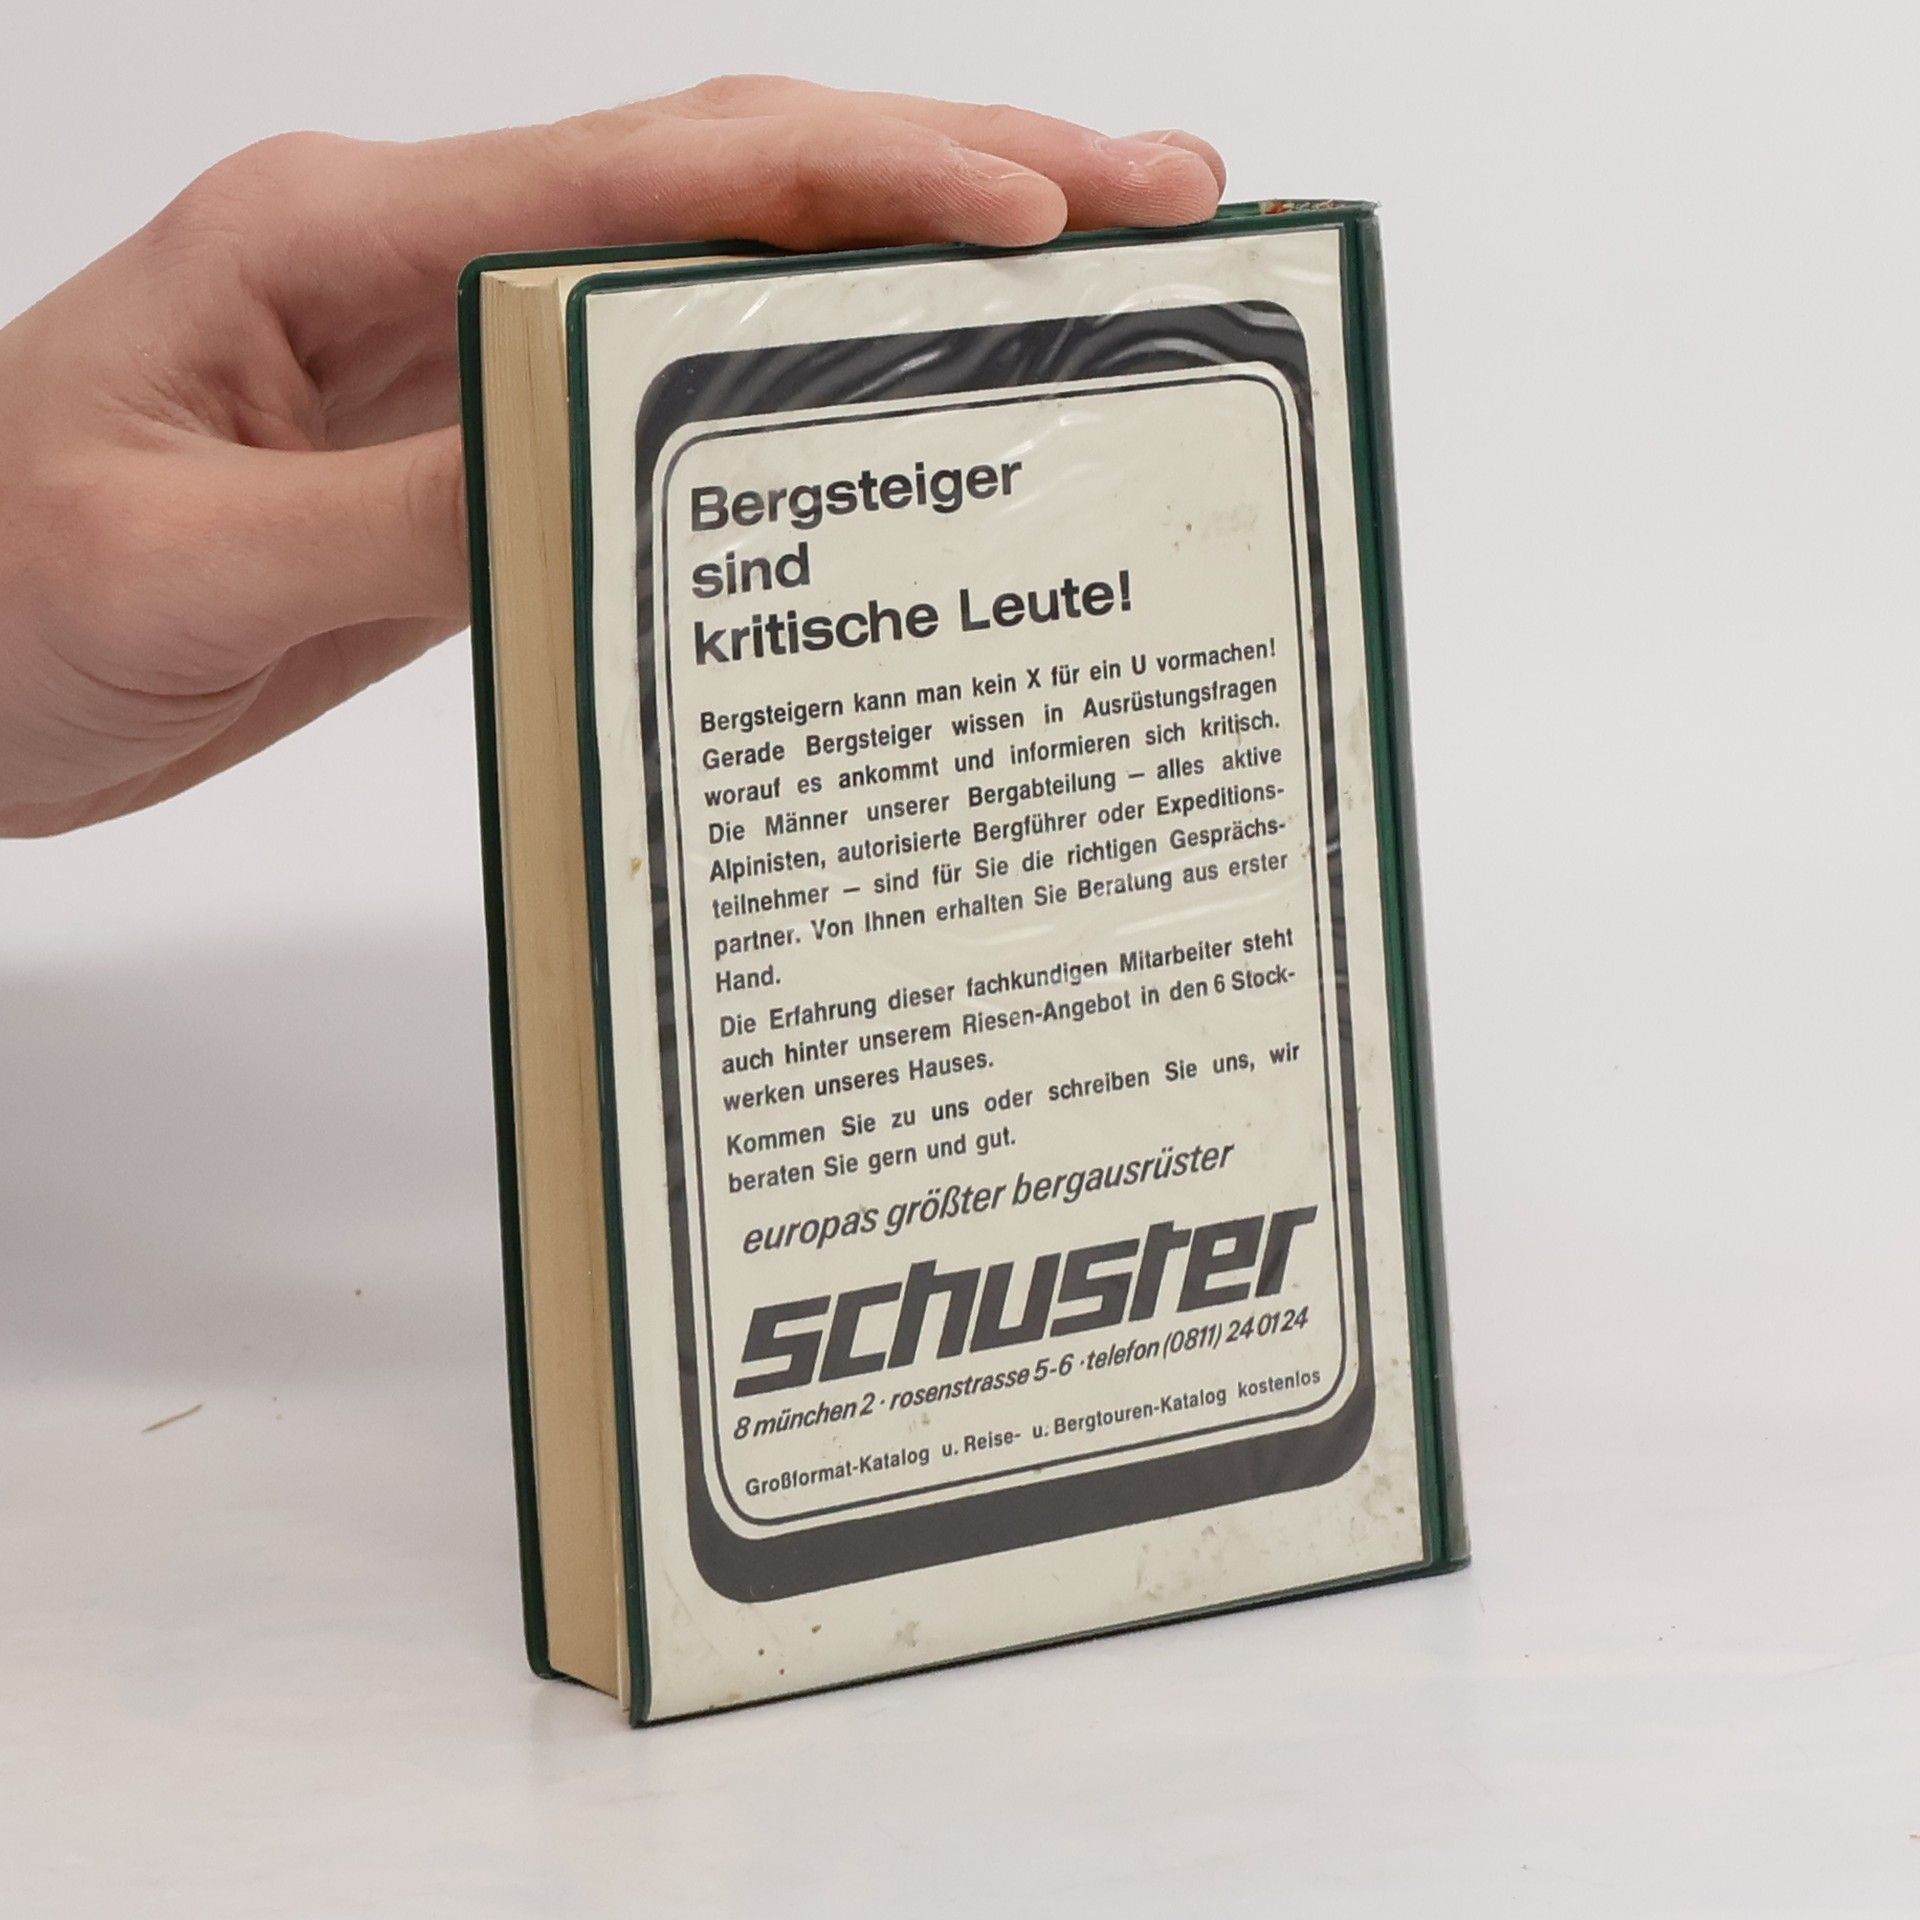 Bergsteiger
sind
kritische Leute!
Bergsteigern kann man kein X für ein U vormachen!
Gerade Bergsteiger wissen in Ausrüstungsfragen
worauf es ankommt und informieren sich kritisch.
Die Männer unserer Bergabteilung – alles aktive
Alpinisten, autorisierte Bergführer oder Expeditions-
teilnehmer – sind für Sie die richtigen Gesprächs-
partner. Von Ihnen erhalten Sie Beratung aus erster
Hand.
Die Erfahrung dieser fachkundigen Mitarbeiter steht
auch hinter unserem Riesen-Angebot in den 6 Stock-
werken unseres Hauses.
Kommen Sie zu uns oder schreiben Sie uns, wir
beraten Sie gern und gut.
europas größter bergausrüster
schuster
8 münchen 2 · rosenstrasse 5-6 · telefon (0811) 24 01 24
Großformat-Katalog u. Reise- u. Bergtouren-Katalog kostenlos